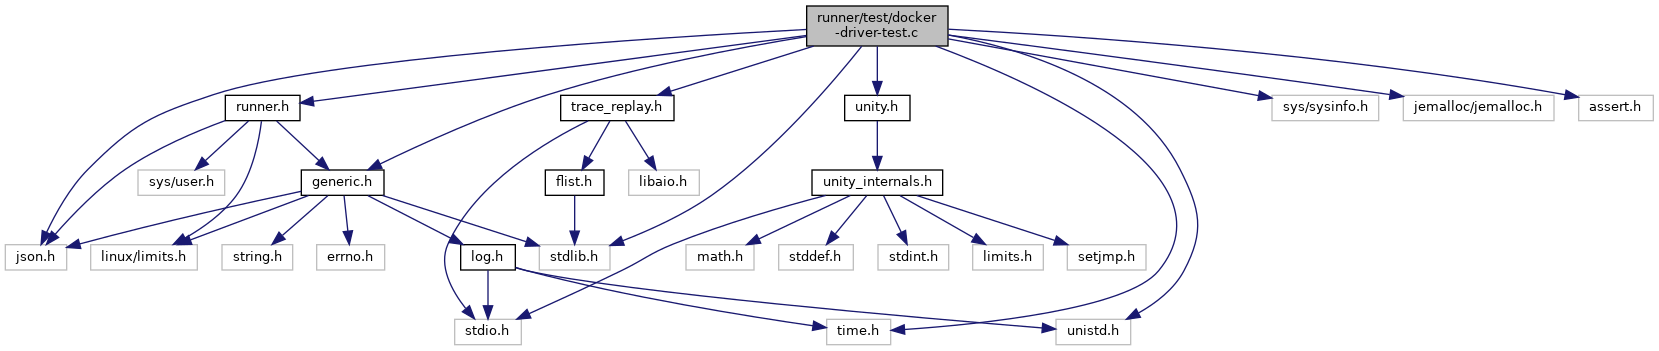 runner/test/docker
-driver-test.c
runner.h
trace_replay.h
unity.h
sys/sysinfo.h
jemalloc/jemalloc.h
assert.h
sys/user.h
generic.h
flist.h
libaio.h
unity_internals.h
json.h
linux/limits.h
string.h
errno.h
log.h
stdlib.h
math.h
stddef.h
stdint.h
limits.h
setjmp.h
stdio.h
time.h
unistd.h